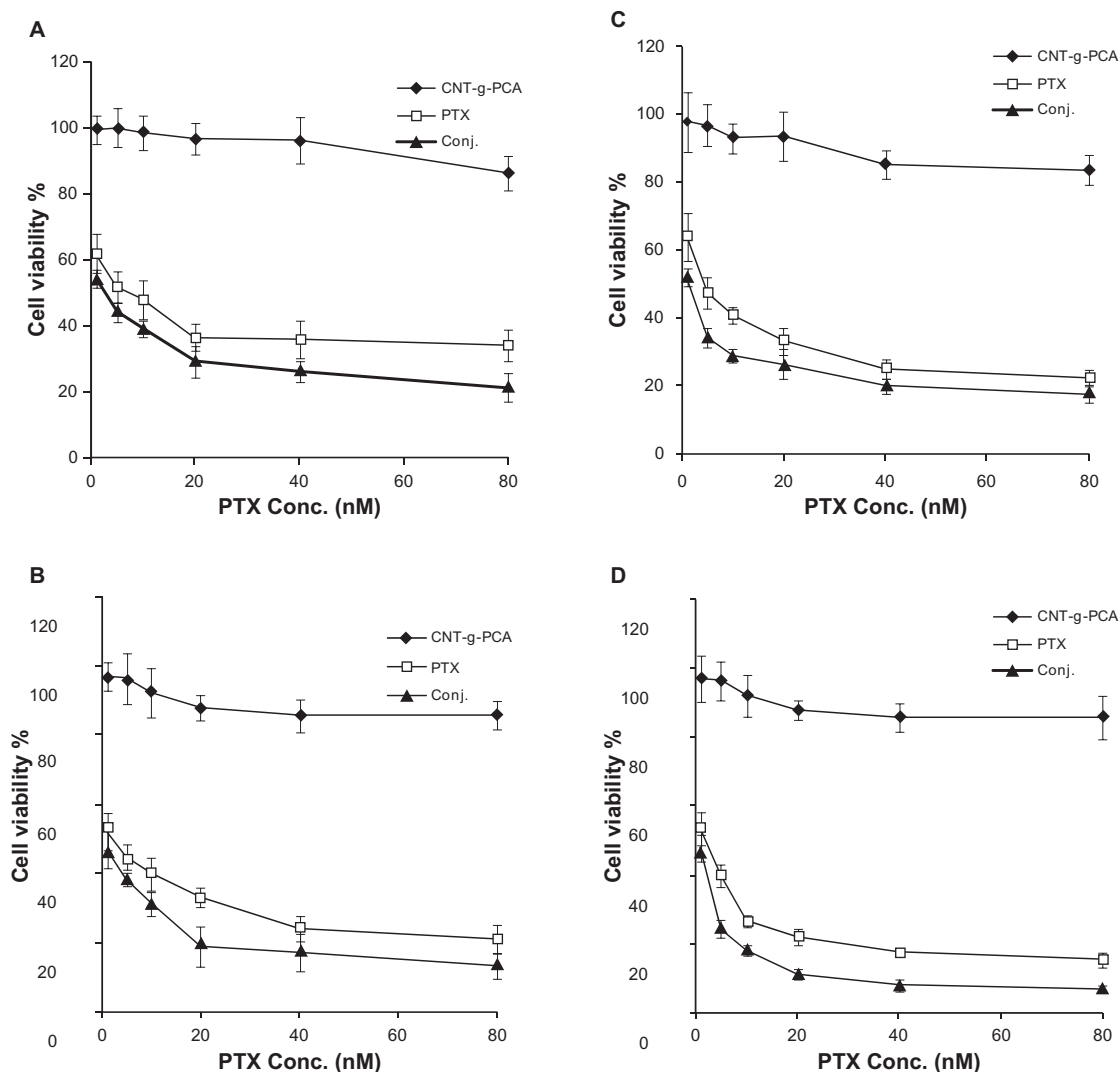 A
120
100
80
60
40
20
0
Cell viability %
CNT-g-PCA
PTX
Conj.
0 20 40 60 80
PTX Conc. (nM)
B
120
100
80
60
40
20
0
Cell viability %
CNT-g-PCA
PTX
Conj.
0 20 40 60 80
PTX Conc. (nM)
C
120
100
80
60
40
20
0
Cell viability %
CNT-g-PCA
PTX
Conj.
0 20 40 60 80
PTX Conc. (nM)
D
120
100
80
60
40
20
0
Cell viability %
CNT-g-PCA
PTX
Conj.
0 20 40 60 80
PTX Conc. (nM)